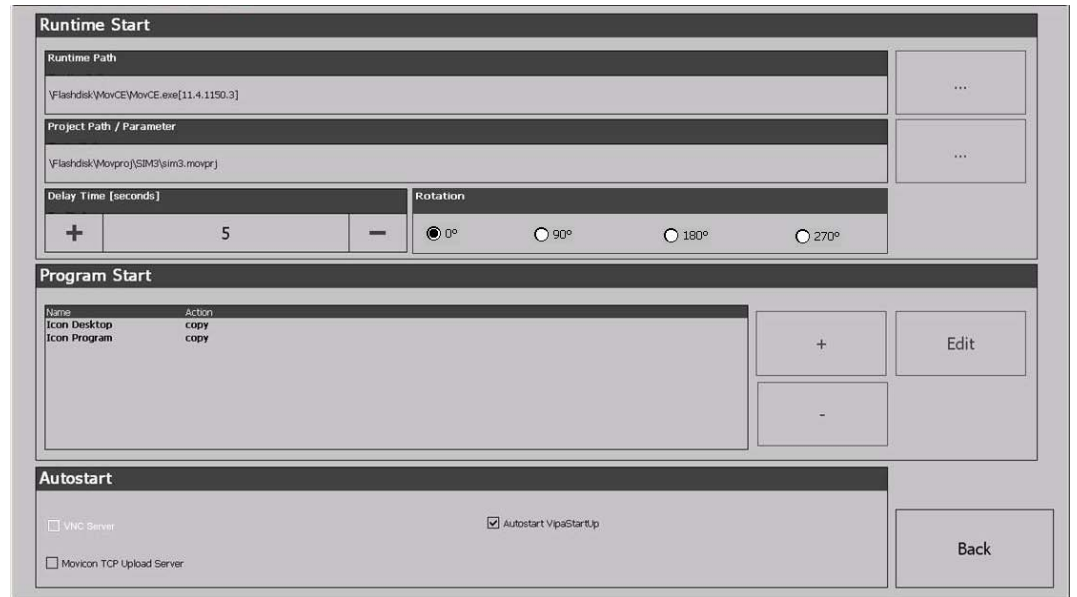 Runtime Start
Runtime Path
\Flashdisk\MovCE\MovCE.exe[11.4.1150.3]
...
Project Path / Parameter
\Flashdisk\Movproj\SIM3\sim3.movprj
...
Delay Time [seconds]
Rotation
+ 5 −
0° 90° 180° 270°
Program Start
Name Action
Icon Desktop copy
Icon Program copy
+ Edit
-
Autostart
VNC Server
Autostart VipaStartUp
Movicon TCP Upload Server
Back